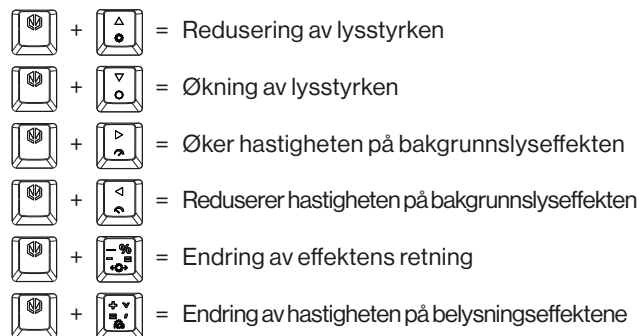 + = Redusering av lysstyrken
+ = Økning av lysstyrken
+ = Øker hastigheten på bakgrunnslyseffekten
+ = Reduserer hastigheten på bakgrunnslyseffekten
+ = Endring av effektens retning
+ = Endring av hastigheten på belysningseffektene